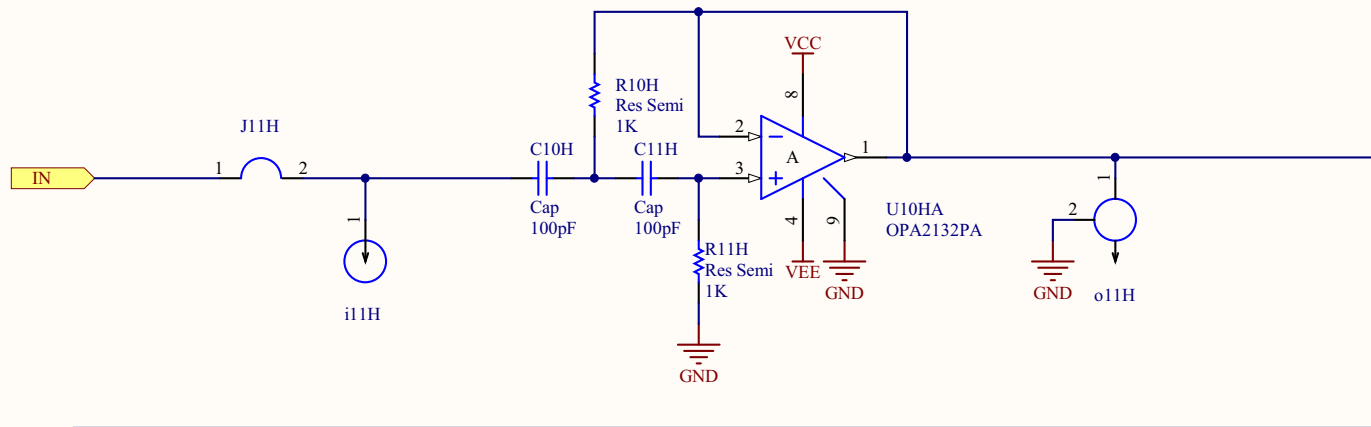 VCC
8
R10H
Res Semi
1K
J11H
1
2
IN
C10H
Cap
100pF
C11H
Cap
100pF
2
3
A
1
4
9
U10HA
OPA2132PA
R11H
Res Semi
1K
VEE
GND
GND
1
i11H
1
2
GND
o11H